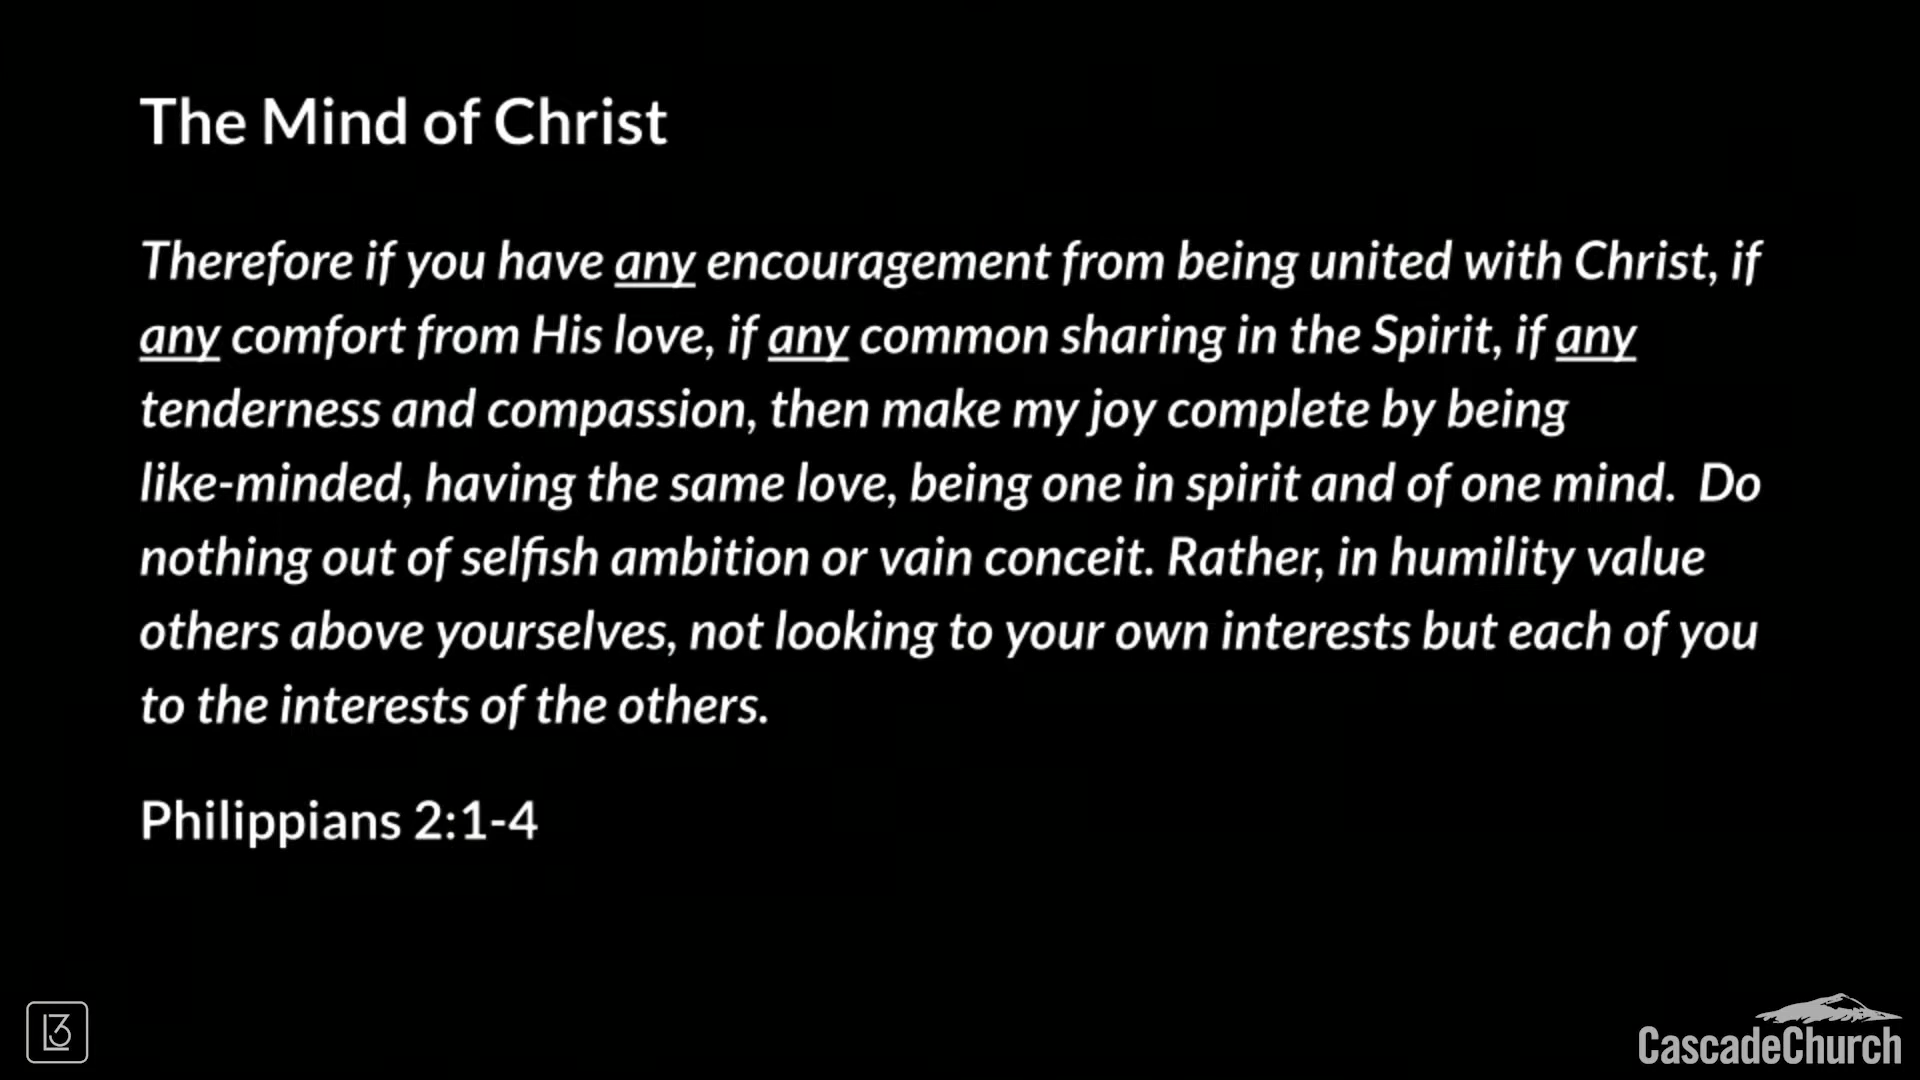 The Mind of Christ
Therefore if you have any encouragement from being united with Christ, if
any comfort from His love, if any common sharing in the Spirit, if any
tenderness and compassion, then make my joy complete by being
like-minded, having the same love, being one in spirit and of one mind.  Do
nothing out of selfish ambition or vain conceit. Rather, in humility value
others above yourselves, not looking to your own interests but each of you
to the interests of the others.
Philippians 2:1-4
L3
CascadeChurch